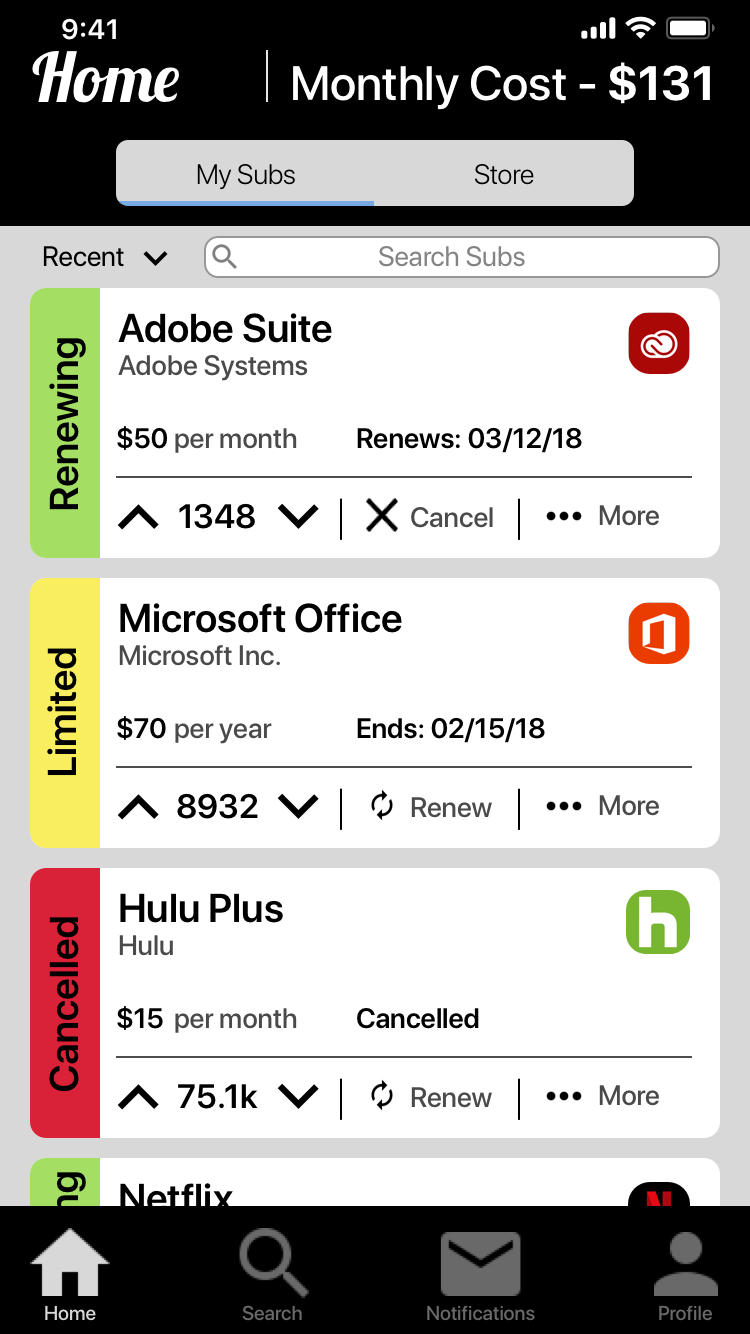 9:41
Home
Monthly Cost - $131
My Subs Store
Recent Search Subs
Renewing
Adobe Suite
Adobe Systems
$50 per month Renews: 03/12/18
1348 Cancel More
Limited
Microsoft Office
Microsoft Inc.
$70 per year Ends: 02/15/18
8932 Renew More
Cancelled
Hulu Plus
Hulu
$15 per month Cancelled
75.1k Renew More
ng
Netflix
Home Search Notifications Profile